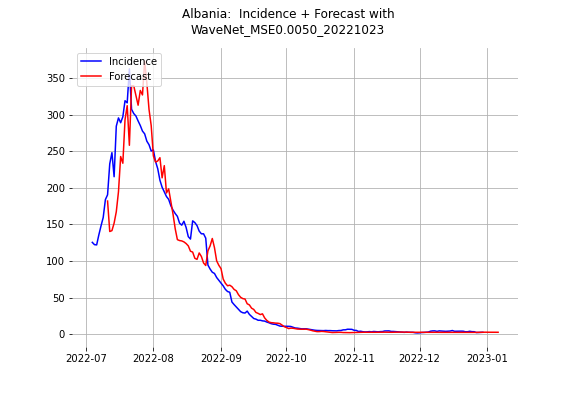 Albania:  Incidence + Forecast with
WaveNet_MSE0.0050_20221023
Incidence
Forecast
350
300
250
200
150
100
50
0
2022-07 2022-08 2022-09 2022-10 2022-11 2022-12 2023-01